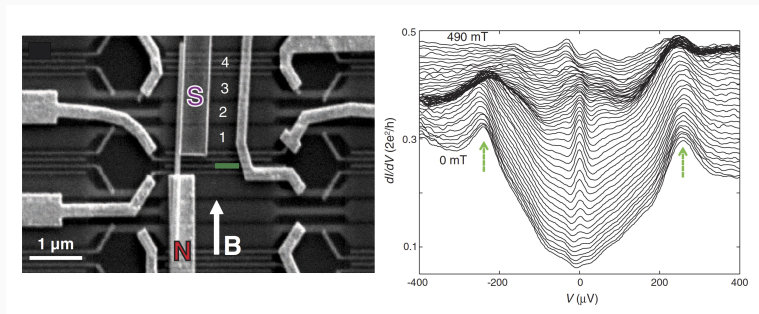 4
3
S
2
1
N
B
1 μm
0.5
490 mT
0.3
0 mT
0.1
dI/dV (2e²/h)
-400
-200
0
200
400
V (μV)